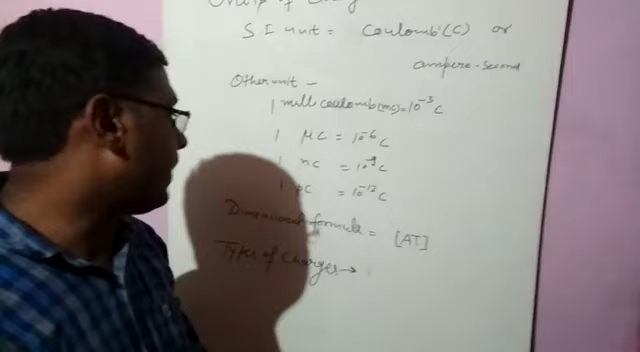 Unit of Charge
S I unit = Coulomb (C) or
ampere-second
Other unit -
1 milli coulomb (mc) = 10⁻³ C
1 μC = 10⁻⁶ C
1 nC = 10⁻⁹ C
1 pC = 10⁻¹² C
Dimensional formula = [AT]
Types of Charges →